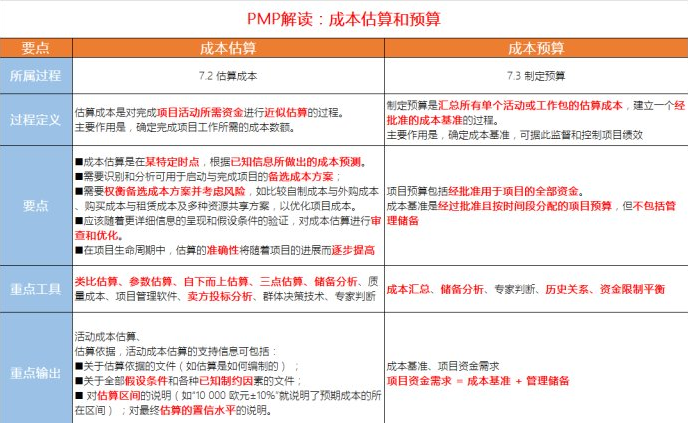 PMP解读：成本估算和预算
要点 成本估算 成本预算
所属过程 7.2 估算成本 7.3 制定预算
过程定义
估算成本是对完成项目活动所需资金进行近似估算的过程。
主要作用是，确定完成项目工作所需的成本数额。
制定预算是汇总所有单个活动或工作包的估算成本，建立一个经
批准的成本基准的过程。
主要作用是，确定成本基准，可据此监督和控制项目绩效
要点
■成本估算是在某特定时点，根据已知信息所做出的成本预测。
■需要识别和分析可用于启动与完成项目的备选成本方案；
■需要权衡备选成本方案并考虑风险，如比较自制成本与外购成本
、购买成本与租赁成本及多种资源共享方案，以优化项目成本。
■应该随着更详细信息的呈现和假设条件的验证，对成本估算进行审
查和优化。
■在项目生命周期中，估算的准确性将随着项目的进展而逐步提高
项目预算包括经批准用于项目的全部资金。
成本基准是经过批准且按时间段分配的项目预算，但不包括管
理储备
重点工具
类比估算、参数估算、自下而上估算、三点估算、储备分析、质
量成本、项目管理软件、卖方投标分析、群体决策技术、专家判断
成本汇总、储备分析、专家判断、历史关系、资金限制平衡
重点输出
活动成本估算、
估算依据，活动成本估算的支持信息可包括：
■关于估算依据的文件（如估算是如何编制的）；
■关于全部假设条件和各种已知制约因素的文件；
■ 对估算区间的说明（如“10 000 欧元±10%”就说明了预期成本的所
在区间）；对最终估算的置信水平的说明。
成本基准、项目资金需求
项目资金需求 = 成本基准 + 管理储备